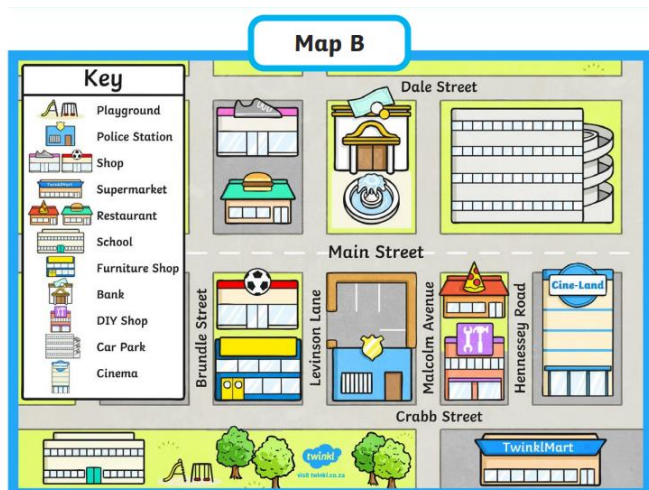 Map B
Key
Playground
Police Station
Shop
TwinklMart
Supermarket
Restaurant
School
Furniture Shop
Bank
DIY Shop
Car Park
Cinema
Dale Street
Main Street
Brundle Street
Levinson Lane
Malcolm Avenue
Hennessey Road
Cine-Land
Crabb Street
twinkl
visit twinkl.co.za
TwinklMart